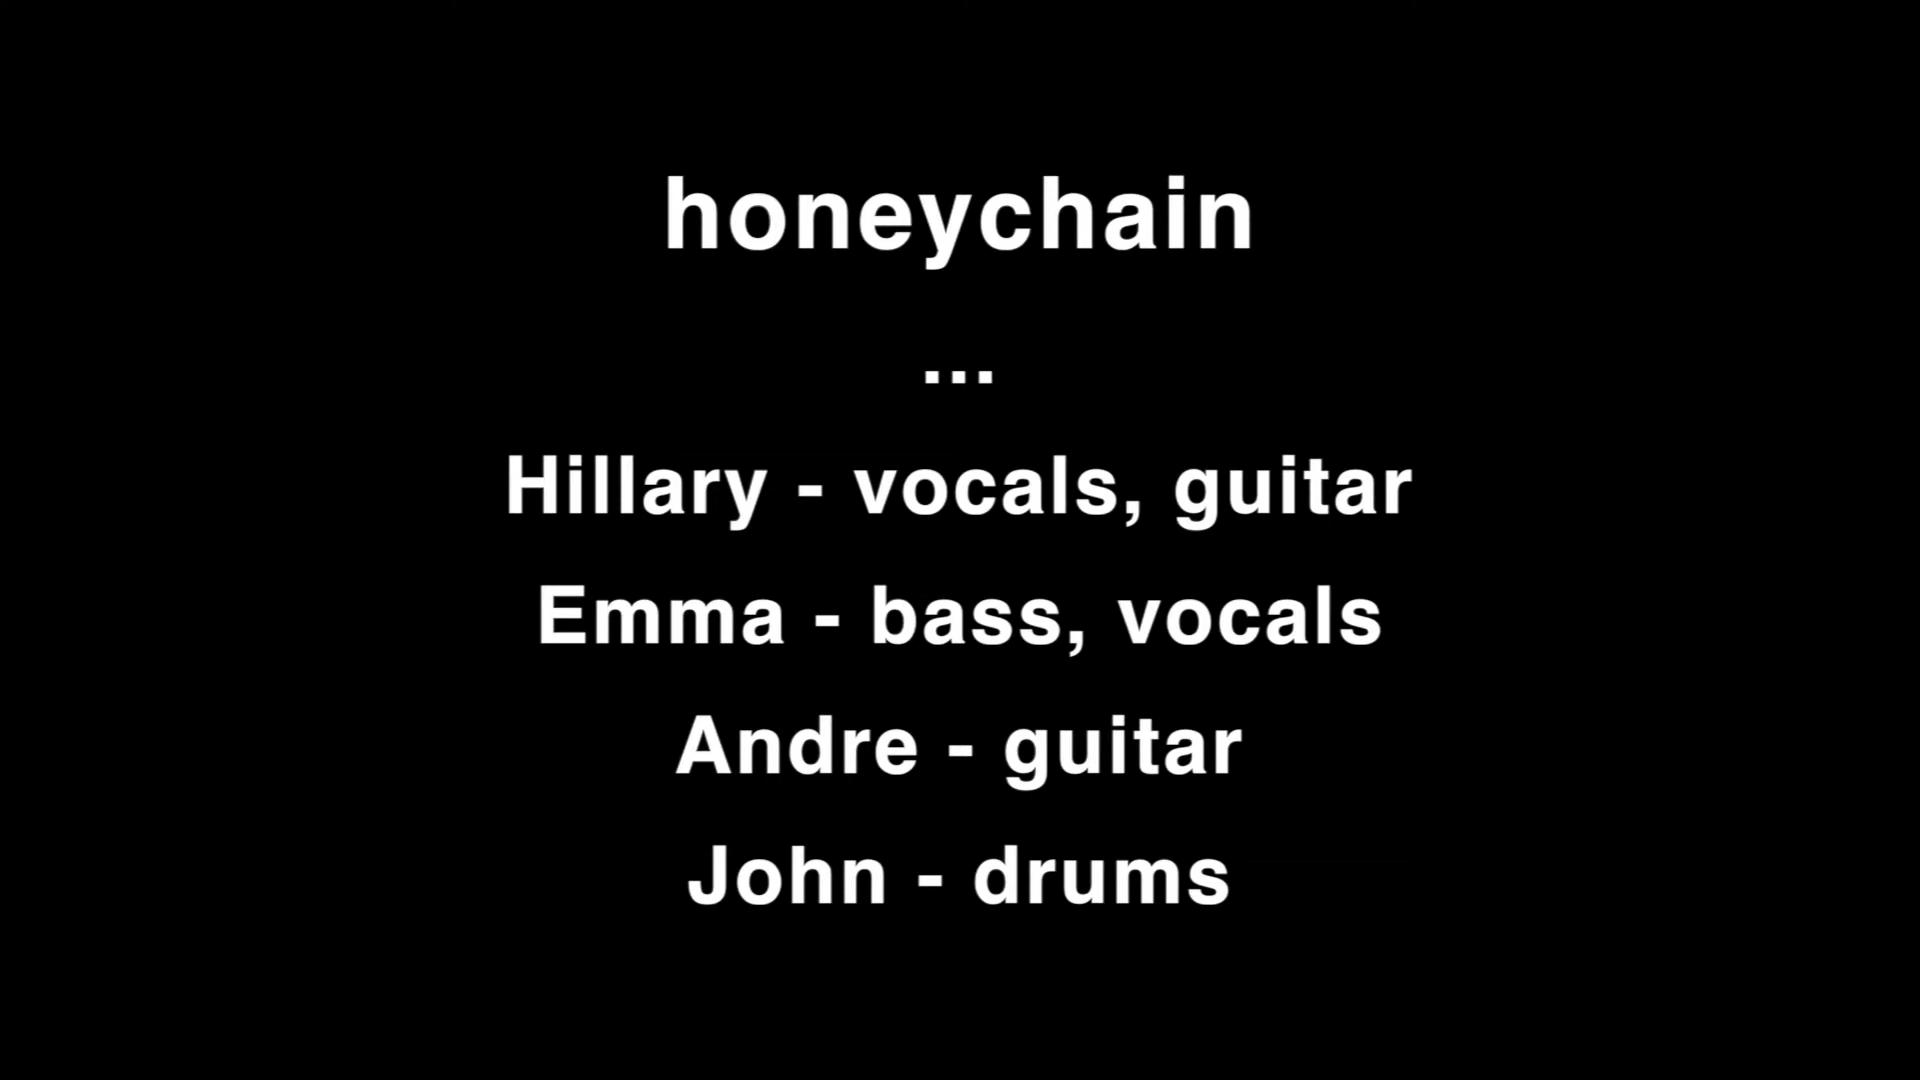 honeychain
...
Hillary - vocals, guitar
Emma - bass, vocals
Andre - guitar
John - drums